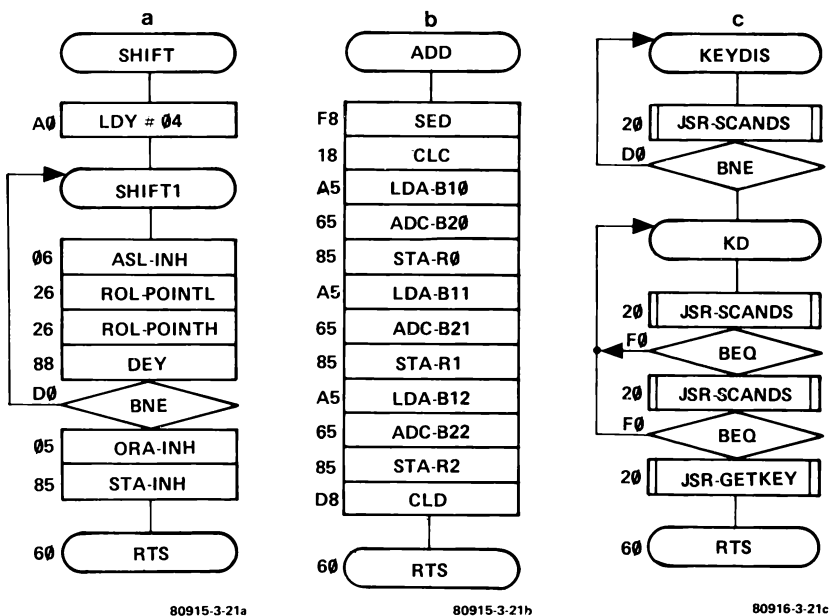 a
SHIFT
A0 LDY # 04
SHIFT1
06 ASL-INH
26 ROL-POINTL
26 ROL-POINTH
88 DEY
D0 BNE
05 ORA-INH
85 STA-INH
60 RTS
80915-3-21a
b
ADD
F8 SED
18 CLC
A5 LDA-B10
65 ADC-B20
85 STA-R0
A5 LDA-B11
65 ADC-B21
85 STA-R1
A5 LDA-B12
65 ADC-B22
85 STA-R2
D8 CLD
60 RTS
80915-3-21b
c
KEYDIS
20 JSR-SCANDS
D0 BNE
KD
20 JSR-SCANDS
F0 BEQ
20 JSR-SCANDS
F0 BEQ
20 JSR-GETKEY
60 RTS
80916-3-21c